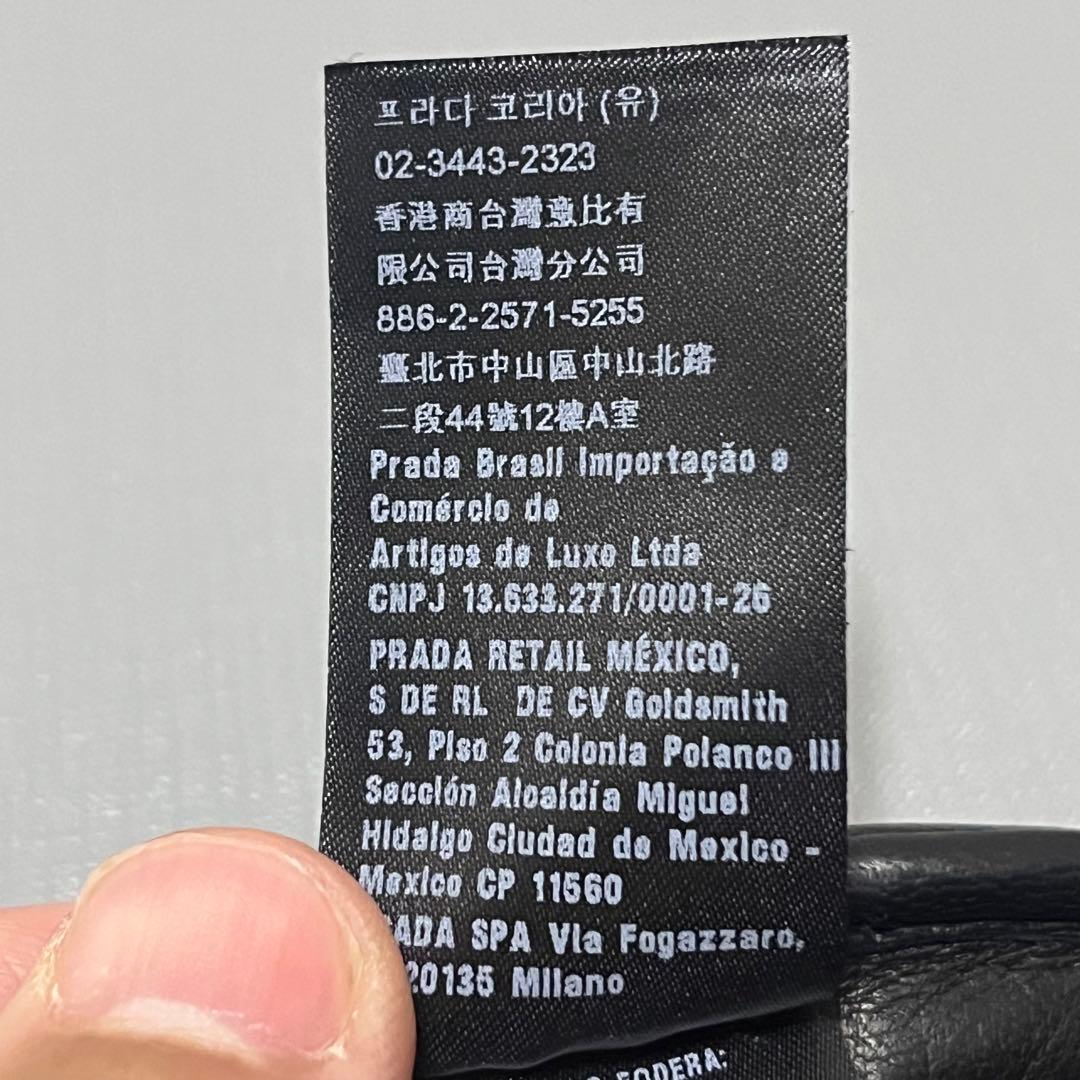 프라다 코리아 (유)
02-3443-2323
香港商台灣意比有
限公司台灣分公司
886-2-2571-5255
臺北市中山區中山北路
二段44號12樓A室
Prada Brasil Importação e
Comércio de
Artigos de Luxo Ltda
CNPJ 13.633.271/0001-26
PRADA RETAIL MÉXICO,
S DE RL DE CV Goldsmith
53, Piso 2 Colonia Polanco III
Sección Alcaldía Miguel
Hidalgo Ciudad de Mexico -
Mexico CP 11560
ADA SPA Via Fogazzaro,
20135 Milano
FODERA: